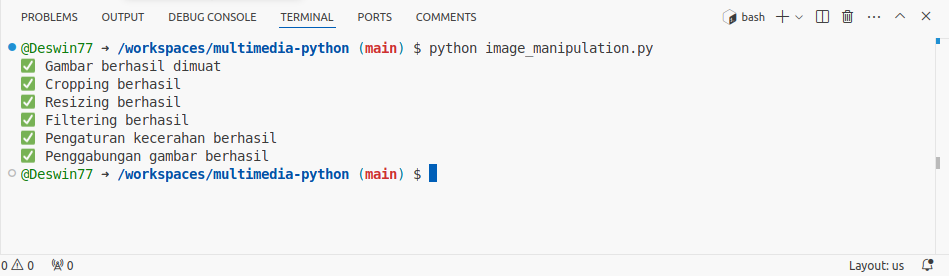 PROBLEMS OUTPUT DEBUG CONSOLE TERMINAL PORTS COMMENTS bash
@Deswin77 ➜ /workspaces/multimedia-python (main) $ python image_manipulation.py
✅ Gambar berhasil dimuat
✅ Cropping berhasil
✅ Resizing berhasil
✅ Filtering berhasil
✅ Pengaturan kecerahan berhasil
✅ Penggabungan gambar berhasil
@Deswin77 ➜ /workspaces/multimedia-python (main) $
0 0 0 Layout: us